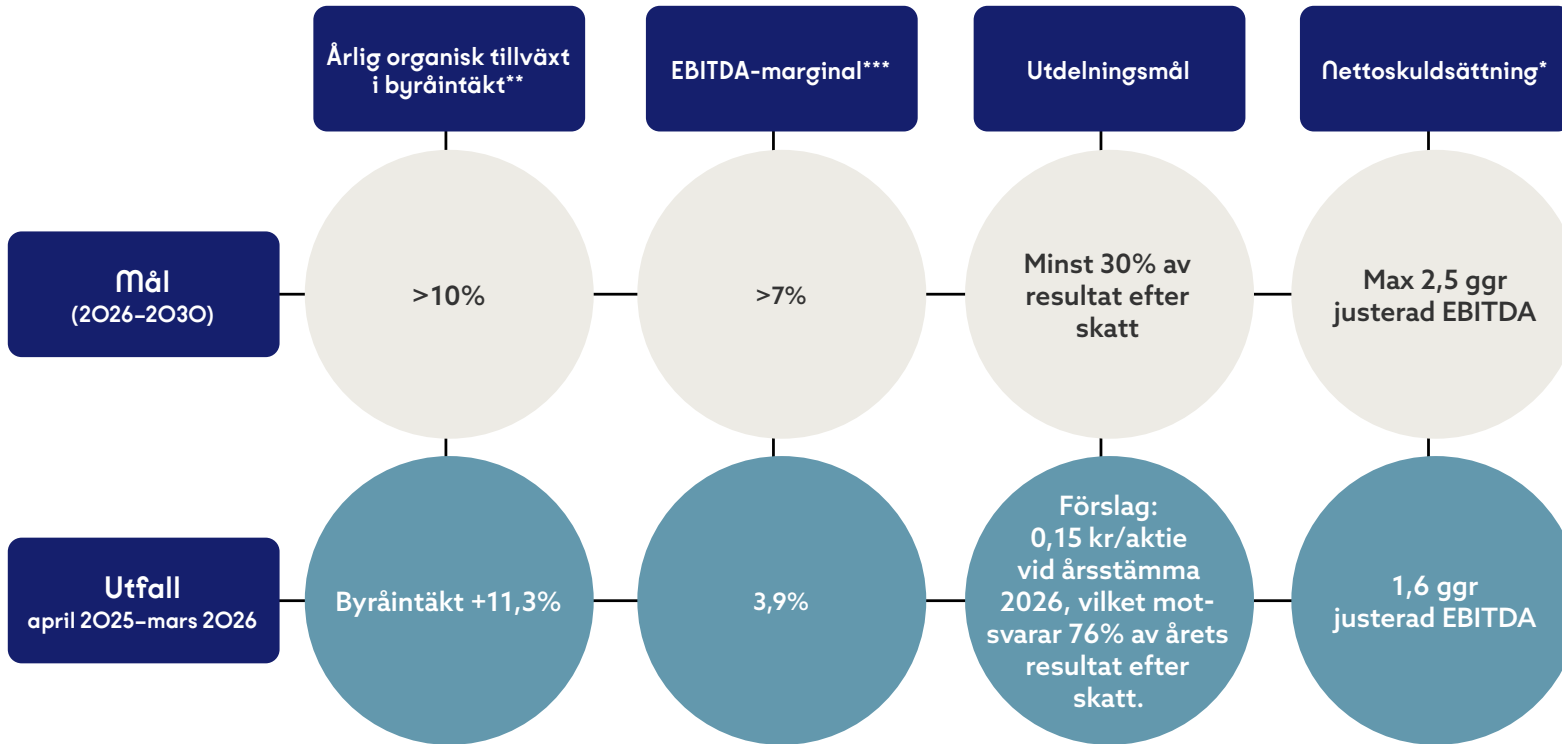 Årlig organisk tillväxt
i byråintäkt**
EBITDA-marginal***
Utdelningsmål
Nettoskuldsättning*
Mål
(2026–2030)
>10%
>7%
Minst 30% av
resultat efter
skatt
Max 2,5 ggr
justerad EBITDA
Utfall
april 2025–mars 2026
Byråintäkt +11,3%
3,9%
Förslag:
0,15 kr/aktie
vid årsstämma
2026, vilket mot-
svarar 76% av årets
resultat efter
skatt.
1,6 ggr
justerad EBITDA